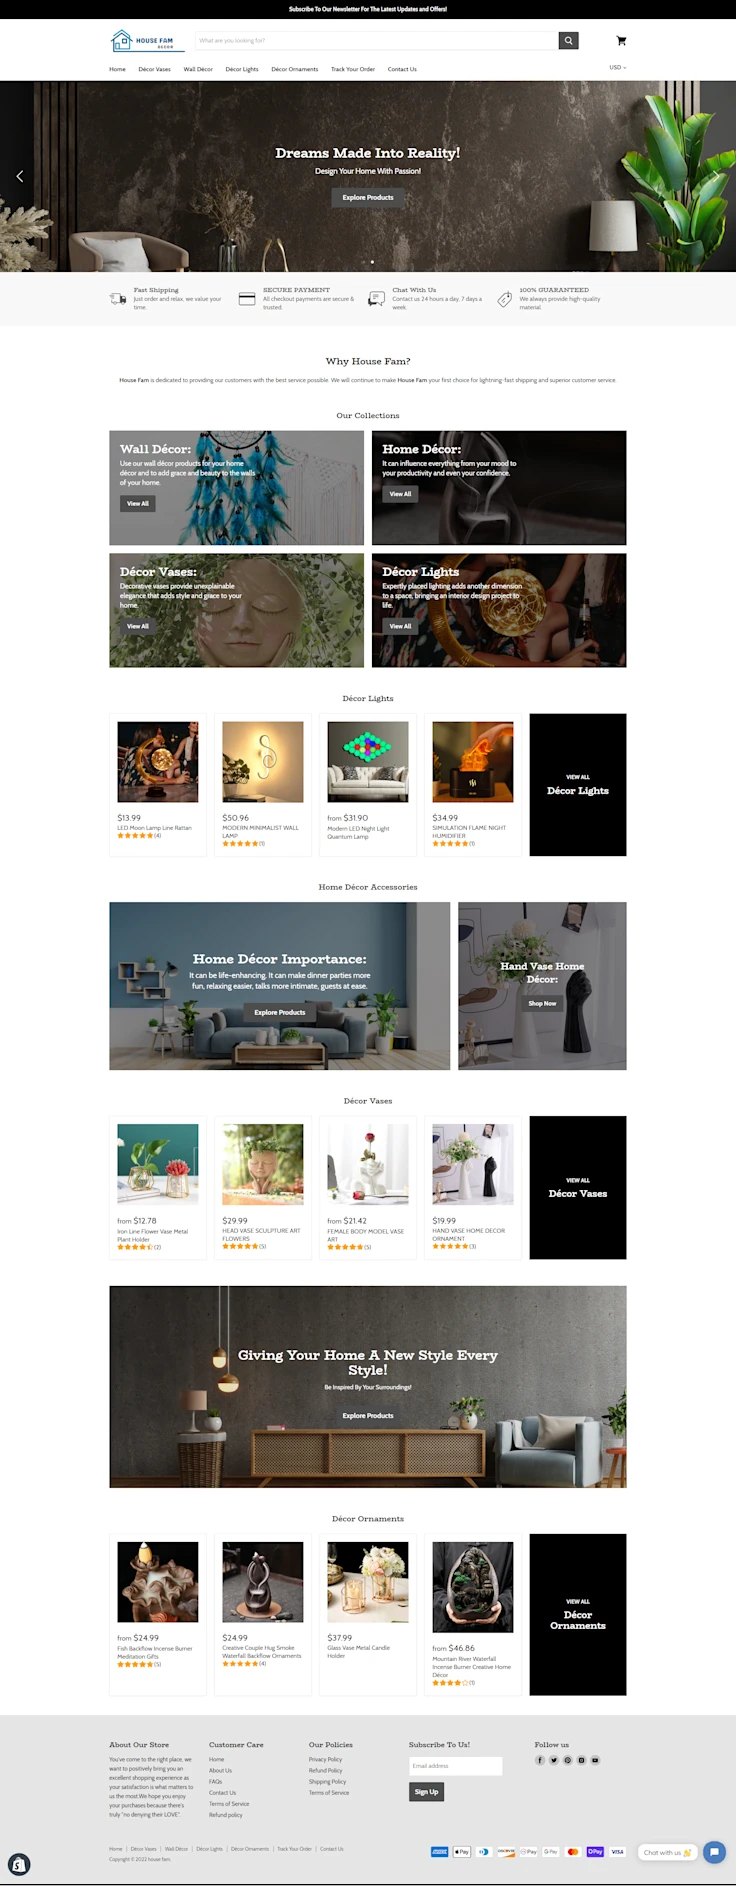 Subscribe To Our Newsletter For The Latest Updates and Offers!
HOUSE FAM
DECOR
What are you looking for?
Home Décor Vases Wall Décor Décor Lights Décor Ornaments Track Your Order Contact Us
USD
Dreams Made Into Reality!
Design Your Home With Passion!
Explore Products
Fast Shipping
Just order and relax, we value your
time.
SECURE PAYMENT
All checkout payments are secure &
trusted.
Chat With Us
Contact us 24 hours a day, 7 days a
week.
100% GUARANTEED
We always provide high-quality
material.
Why House Fam?
House Fam is dedicated to providing our customers with the best service possible. We will continue to make House Fam your first choice for lightning-fast shipping and superior customer service.
Our Collections
Wall Décor:
Use our wall décor products for your home
décor and to add grace and beauty to the walls
of your home.
View All
Home Décor:
It can influence everything from your mood to
your productivity and even your confidence.
View All
Décor Vases:
Decorative vases provide unexplainable
elegance that adds style and glace to your
home.
View All
Décor Lights
Expertly placed lighting adds another dimension
to a space, bringing an interior design project to
life.
View All
Décor Lights
$13.99
LED Moon Lamp Line Rattan
(4)
$50.96
MODERN MINIMALIST WALL
LAMP
(1)
from $31.90
Modern LED Night Light
Quantum Lamp
$34.99
SIMULATION FLAME NIGHT
HUMIDIFIER
(1)
VIEW ALL
Décor Lights
Home Décor Accessories
Home Décor Importance:
It can be life-enhancing. It can make dinner parties more
fun, relaxing easier, talks more intimate, guests at ease.
Explore Products
Hand Vase Home
Décor:
Shop Now
Décor Vases
from $12.78
Iron Line Flower Vase Metal
Plant Holder
(2)
$29.99
HEAD VASE SCULPTURE ART
FLOWERS
(5)
from $21.42
FEMALE BODY MODEL VASE
ART
(5)
$19.99
HAND VASE HOME DECOR
ORNAMENT
(3)
VIEW ALL
Décor Vases
Giving Your Home A New Style Every
Style!
Be Inspired By Your Surroundings!
Explore Products
Décor Ornaments
from $24.99
Fish Backflow Incense Burner
Meditation Gifts
(5)
$24.99
Creative Couple Hug Smoke
Waterfall Backflow Ornaments
(4)
$37.99
Glass Vase Metal Candle
Holder
from $46.86
Mountain River Waterfall
Incense Burner Creative Home
Décor
(1)
VIEW ALL
Décor
Ornaments
About Our Store
You've come to the right place, we
want to positively bring you an
excellent shopping experience as
your satisfaction is what matters to
us the most We hope you enjoy
your purchases because there's
truly "no denying their LOVE".
Customer Care
Home
About Us
FAQs
Contact Us
Terms of Service
Refund policy
Our Policies
Privacy Policy
Refund Policy
Shipping Policy
Terms of Service
Subscribe To Us!
Email address
Sign Up
Follow us
Home | Décor Vases | Wall Décor | Décor Lights | Décor Ornaments | Track Your Order | Contact Us
Copyright © 2022 house fam.
Pay
DISCOVER
Pay
G Pay
Pay
VISA
Chat with us 👋